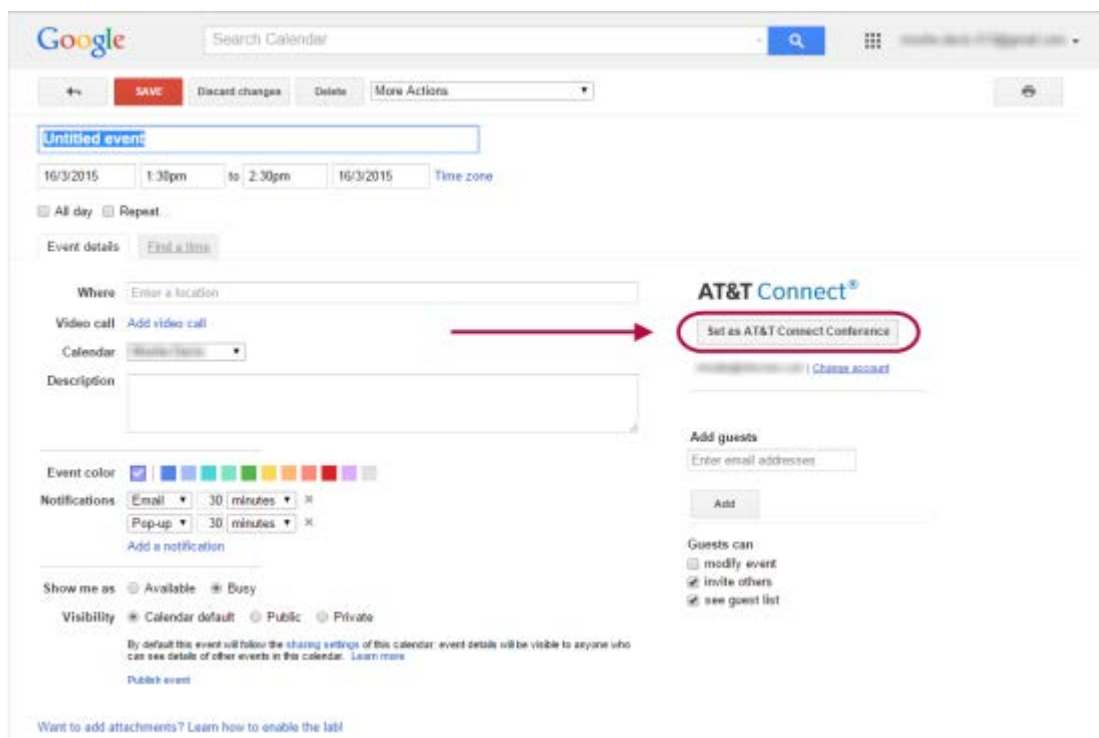 Google Search Calendar
SAVE Discard changes Delete More Actions
Untitled event
16/3/2015 1:30pm to 2:30pm 16/3/2015 Time zone
All day Repeat...
Event details Find a time
Where Enter a location
Video call Add video call
Calendar
Description
Event color
Notifications Email 30 minutes ×
Pop-up 30 minutes ×
Add a notification
Show me as Available Busy
Visibility Calendar default Public Private
By default this event will follow the sharing settings of this calendar: event details will be visible to anyone who
can see details of other events in this calendar. Learn more
Publish event
Want to add attachments? Learn how to enable the lab!
AT&T Connect®
Set as AT&T Connect Conference
| Change account
Add guests
Enter email addresses
Add
Guests can
modify event
invite others
see guest list